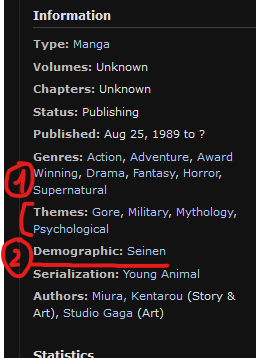 Information
Type: Manga
Volumes: Unknown
Chapters: Unknown
Status: Publishing
Published: Aug 25, 1989 to ?
Genres: Action, Adventure, Award
Winning, Drama, Fantasy, Horror,
Supernatural
1
Themes: Gore, Military, Mythology,
Psychological
2
Demographic: Seinen
Serialization: Young Animal
Authors: Miura, Kentarou (Story &
Art), Studio Gaga (Art)
Statistics